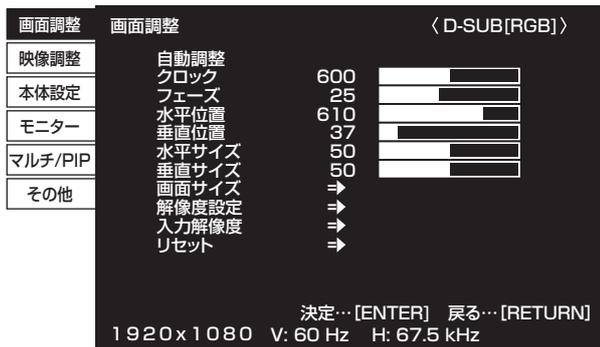 画面調整
映像調整
本体設定
モニター
マルチ/PIP
その他
画面調整 〈 D-SUB[RGB] 〉
自動調整
クロック 600
フェーズ 25
水平位置 610
垂直位置 37
水平サイズ 50
垂直サイズ 50
画面サイズ
解像度設定
入力解像度
リセット
決定…[ENTER] 戻る…[RETURN]
1920x1080 V: 60 Hz H: 67.5 kHz